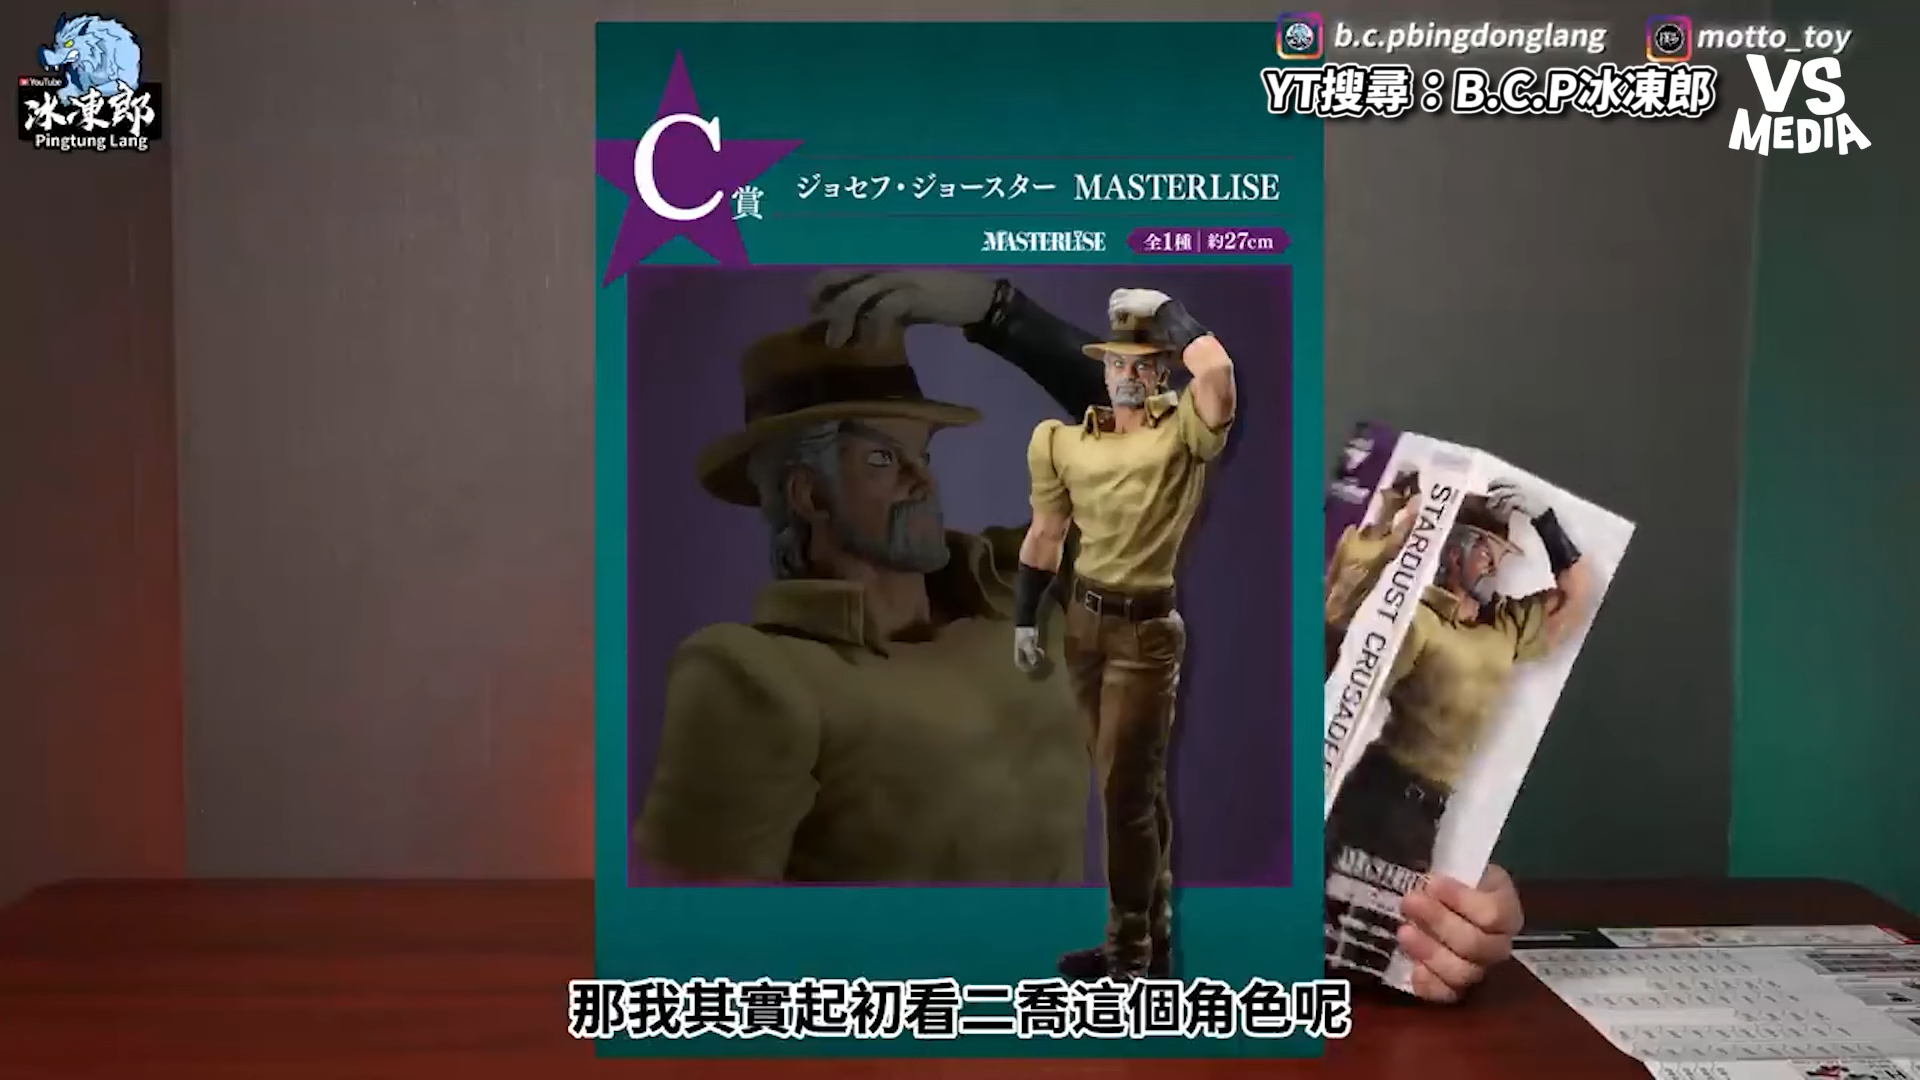 YouTube
冰凍郎
Pingtung Lang
b.c.pbingdonglang
motto_toy
YT搜尋：B.C.P冰凍郎
VS
MEDIA
C賞
ジョセフ・ジョースター MASTERLISE
MASTERLISE
全1種 約27cm
STARDUST CRUSADE
那我其實起初看二喬這個角色呢